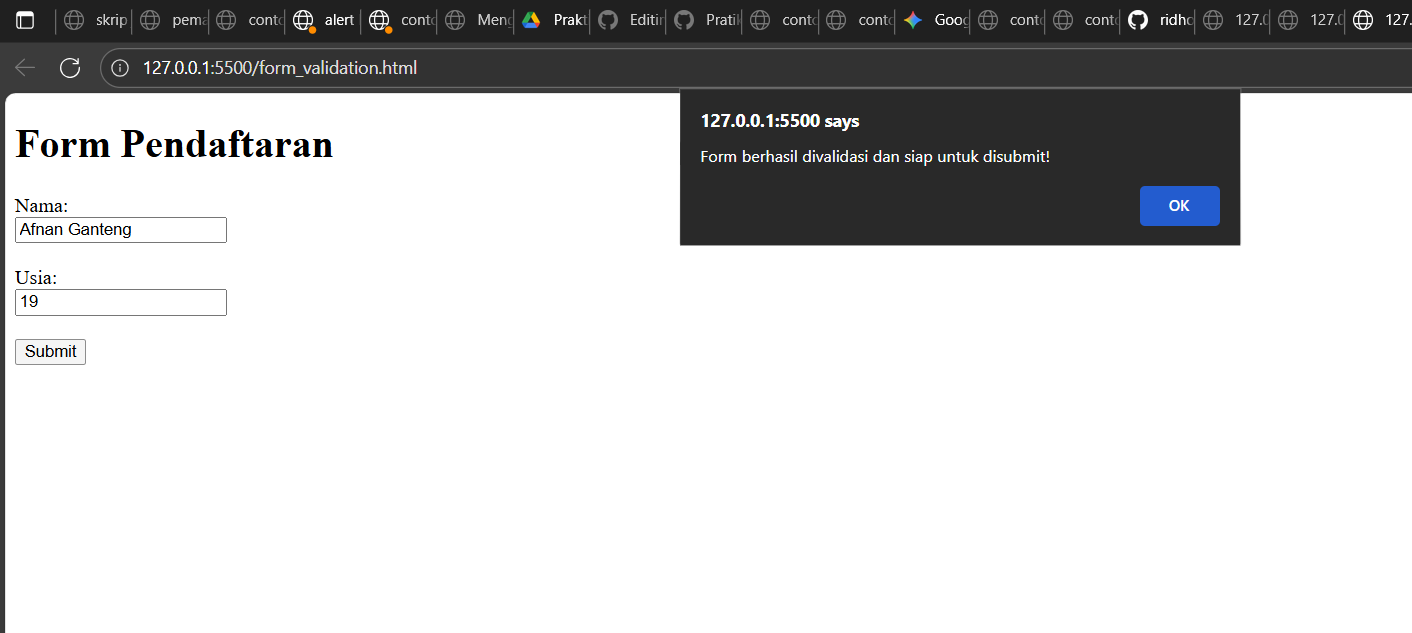 skrip pema conto alert conto Meng Prakt Editin Pratik conto conto Goog conto conto ridho 127.0 127.0 127.
127.0.0.1:5500/form_validation.html
127.0.0.1:5500 says
Form berhasil divalidasi dan siap untuk disubmit!
OK
Form Pendaftaran
Nama:
Afnan Ganteng
Usia:
19
Submit